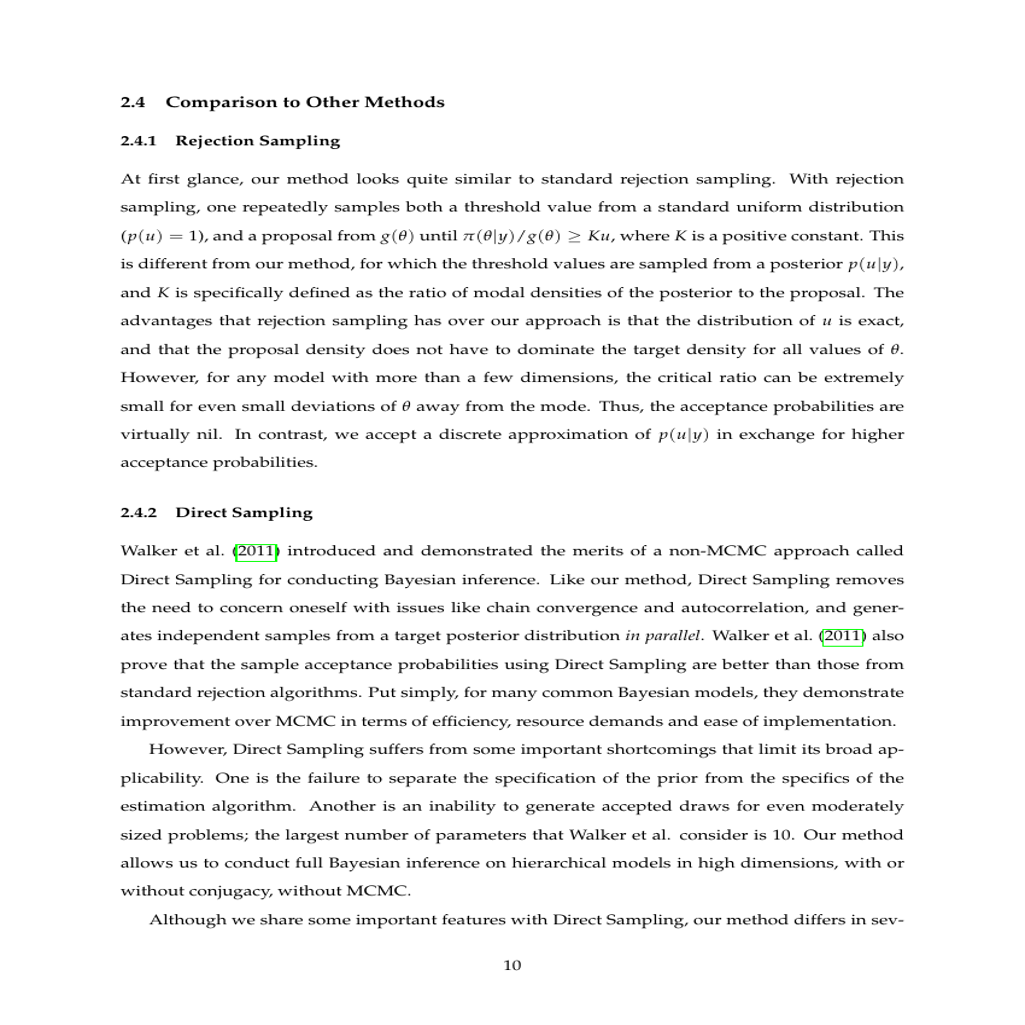 2.4 Comparison to Other Methods
2.4.1 Rejection Sampling
At first glance, our method looks quite similar to standard rejection sampling. With rejection
sampling, one repeatedly samples both a threshold value from a standard uniform distribution
(p(u) = 1), and a proposal from g(θ) until π(θ|y)/g(θ) ≥ Ku, where K is a positive constant. This
is different from our method, for which the threshold values are sampled from a posterior p(u|y),
and K is specifically defined as the ratio of modal densities of the posterior to the proposal. The
advantages that rejection sampling has over our approach is that the distribution of u is exact,
and that the proposal density does not have to dominate the target density for all values of θ.
However, for any model with more than a few dimensions, the critical ratio can be extremely
small for even small deviations of θ away from the mode. Thus, the acceptance probabilities are
virtually nil. In contrast, we accept a discrete approximation of p(u|y) in exchange for higher
acceptance probabilities.
2.4.2 Direct Sampling
Walker et al. (2011) introduced and demonstrated the merits of a non-MCMC approach called
Direct Sampling for conducting Bayesian inference. Like our method, Direct Sampling removes
the need to concern oneself with issues like chain convergence and autocorrelation, and gener-
ates independent samples from a target posterior distribution in parallel. Walker et al. (2011) also
prove that the sample acceptance probabilities using Direct Sampling are better than those from
standard rejection algorithms. Put simply, for many common Bayesian models, they demonstrate
improvement over MCMC in terms of efficiency, resource demands and ease of implementation.
However, Direct Sampling suffers from some important shortcomings that limit its broad ap-
plicability. One is the failure to separate the specification of the prior from the specifics of the
estimation algorithm. Another is an inability to generate accepted draws for even moderately
sized problems; the largest number of parameters that Walker et al. consider is 10. Our method
allows us to conduct full Bayesian inference on hierarchical models in high dimensions, with or
without conjugacy, without MCMC.
Although we share some important features with Direct Sampling, our method differs in sev-
10